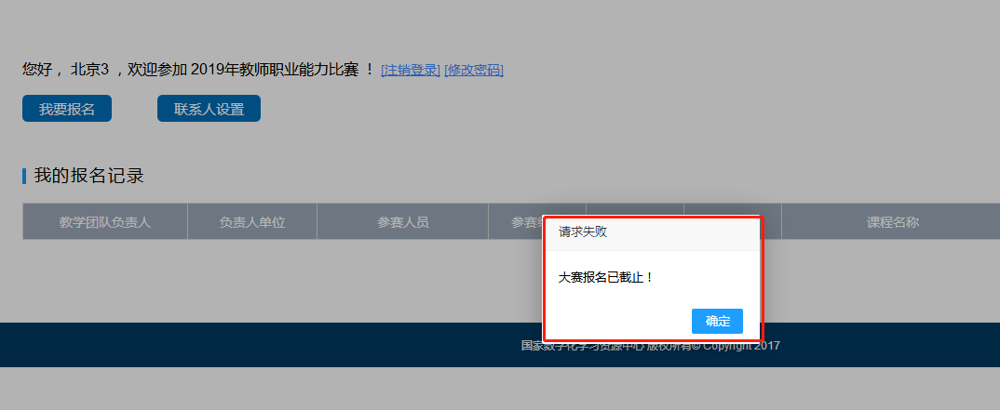 您好， 北京3 ，欢迎参加 2019年教师职业能力比赛 ！ [注销登录] [修改密码]
我要报名 联系人设置
我的报名记录
教学团队负责人 负责人单位 参赛人员 参赛 课程名称
请求失败
大赛报名已截止！
确定
国家数字化学习资源中心 版权所有© Copyright 2017